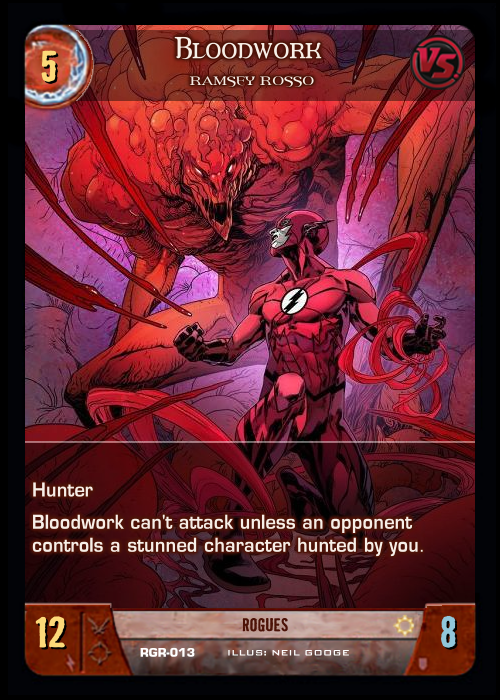 5
Bloodwork
Ramsey Rosso
VS
Hunter
Bloodwork can't attack unless an opponent
controls a stunned character hunted by you.
12
ROGUES
8
RGR-013 ILLUS: NEIL GOOGE